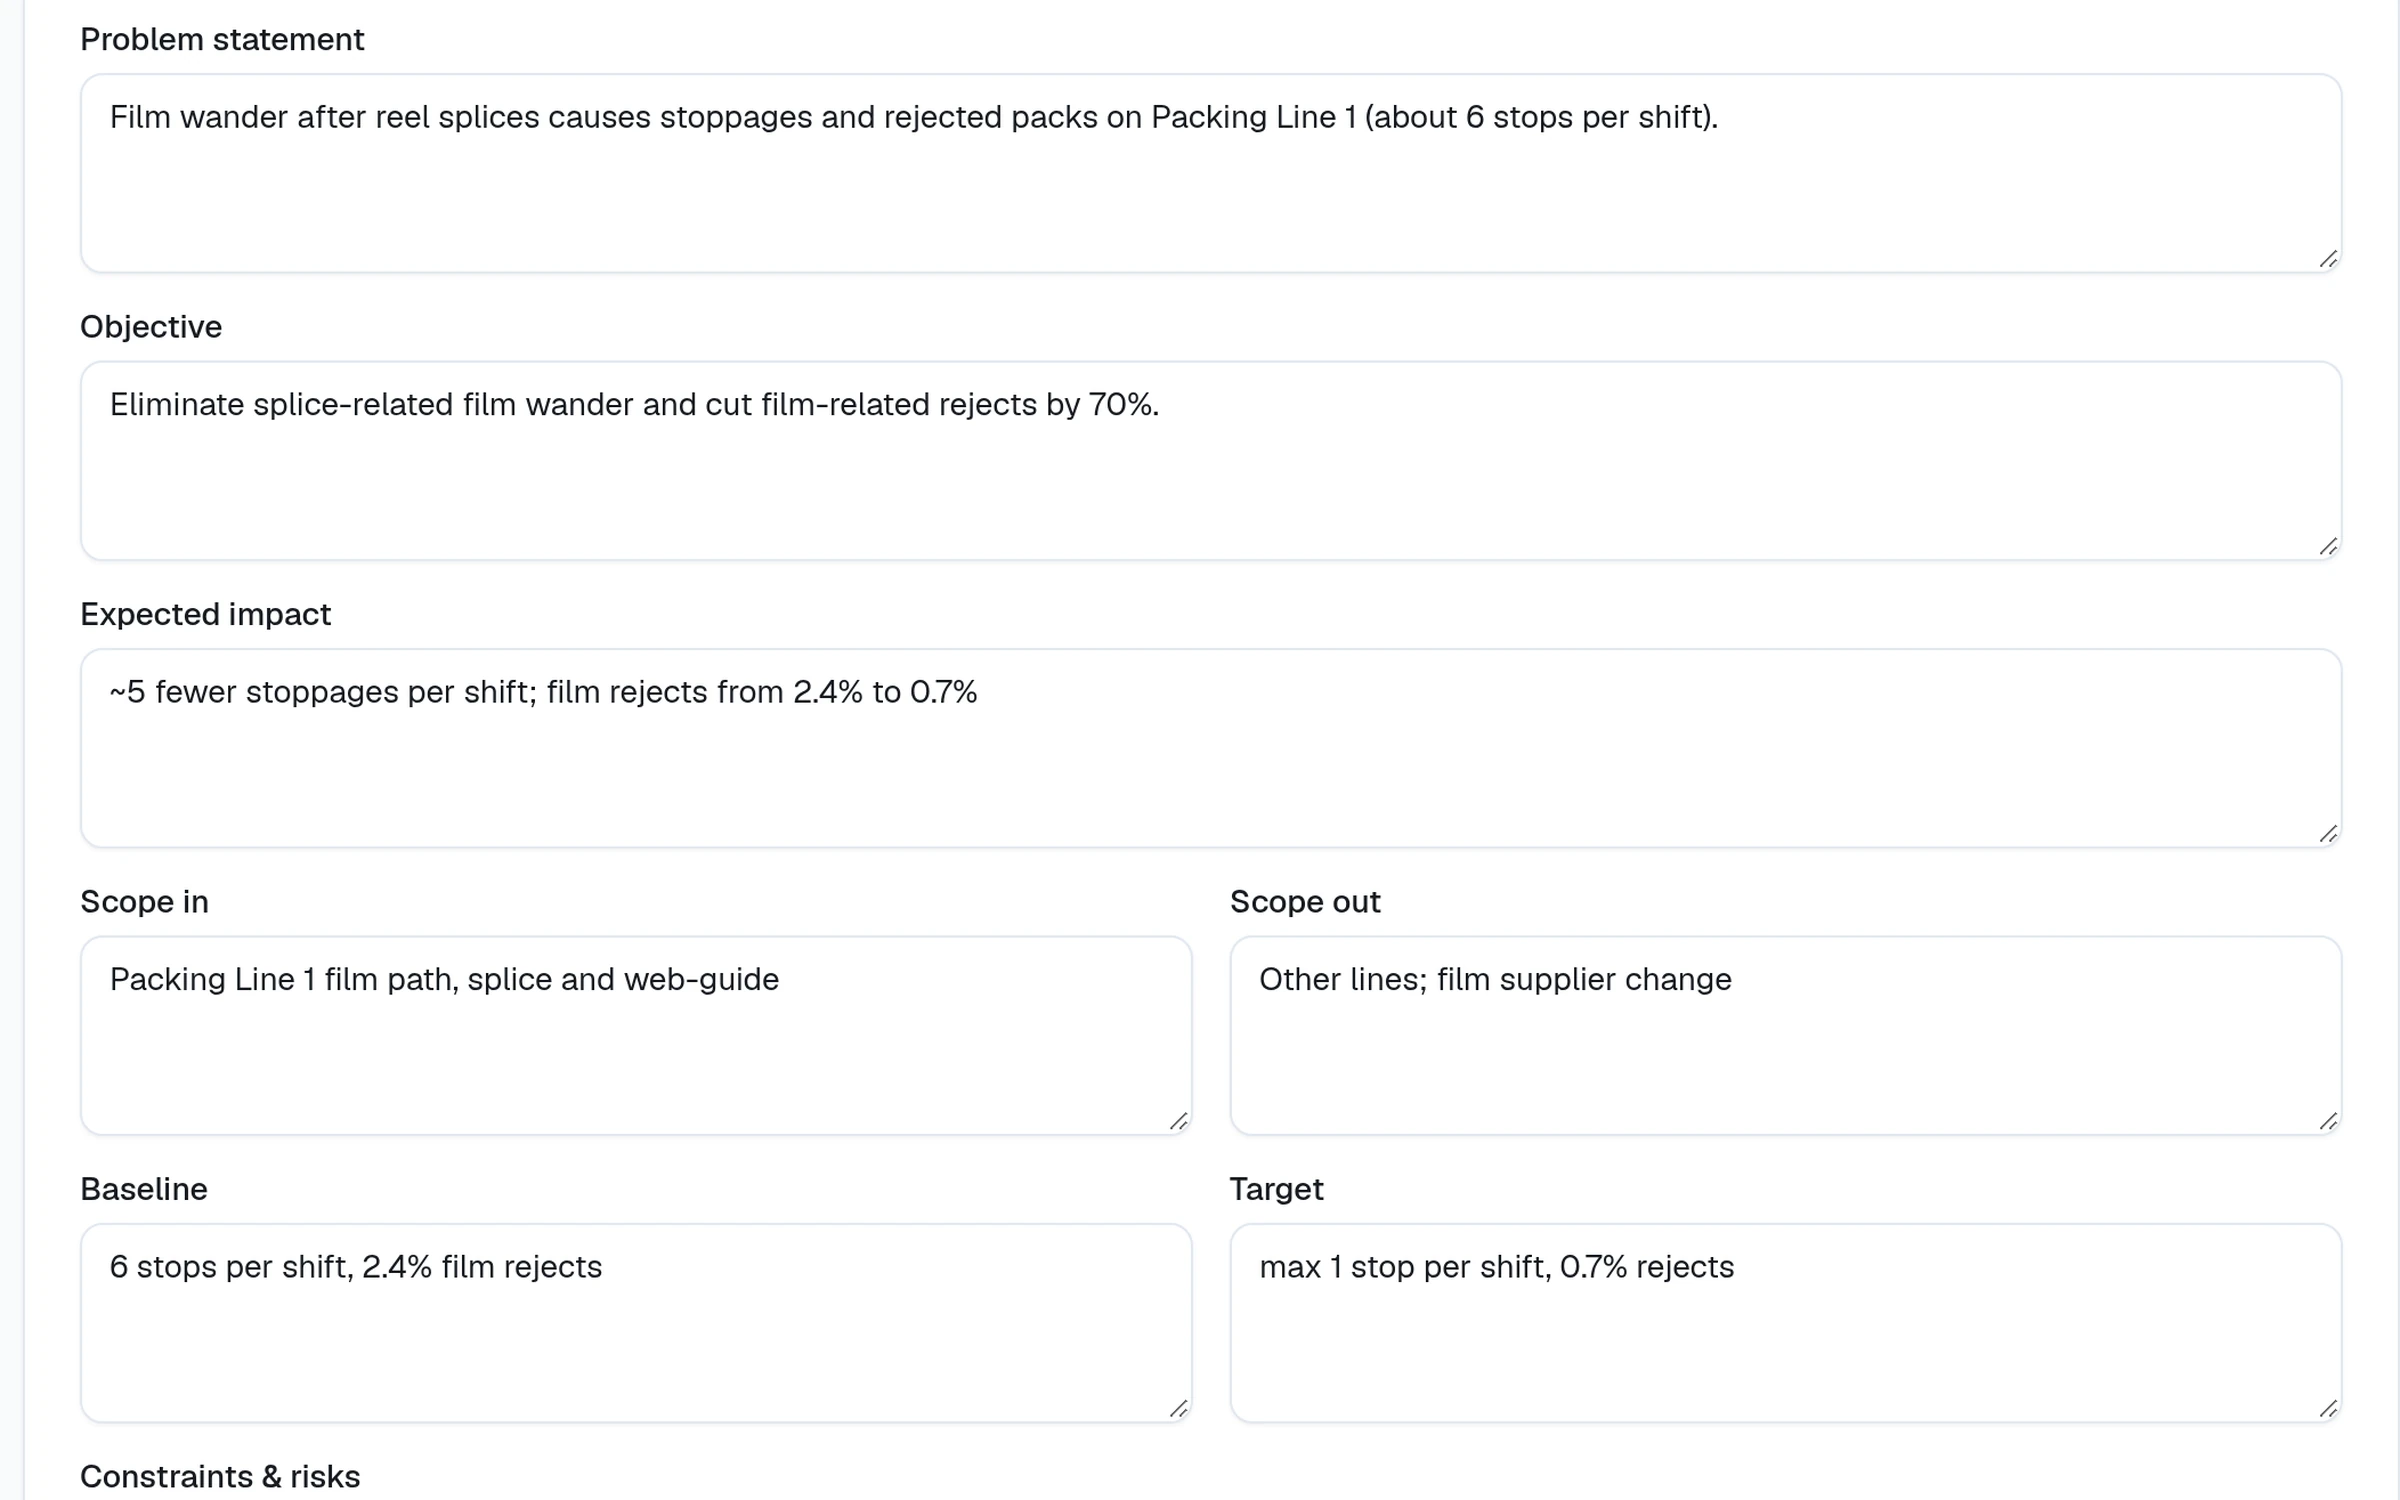 Problem statement
Film wander after reel splices causes stoppages and rejected packs on Packing Line 1 (about 6 stops per shift).
Objective
Eliminate splice-related film wander and cut film-related rejects by 70%.
Expected impact
~5 fewer stoppages per shift; film rejects from 2.4% to 0.7%
Scope in
Packing Line 1 film path, splice and web-guide
Scope out
Other lines; film supplier change
Baseline
6 stops per shift, 2.4% film rejects
Target
max 1 stop per shift, 0.7% rejects
Constraints & risks